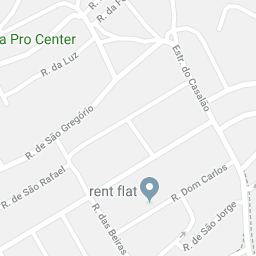 R. da
a Pro Center
R. da Luz
Estr. do Casalão
R. de São Gregório
R. de São Rafael
rent flat
R. Dom Carlos
R. das Beiras
R. de São Jorge